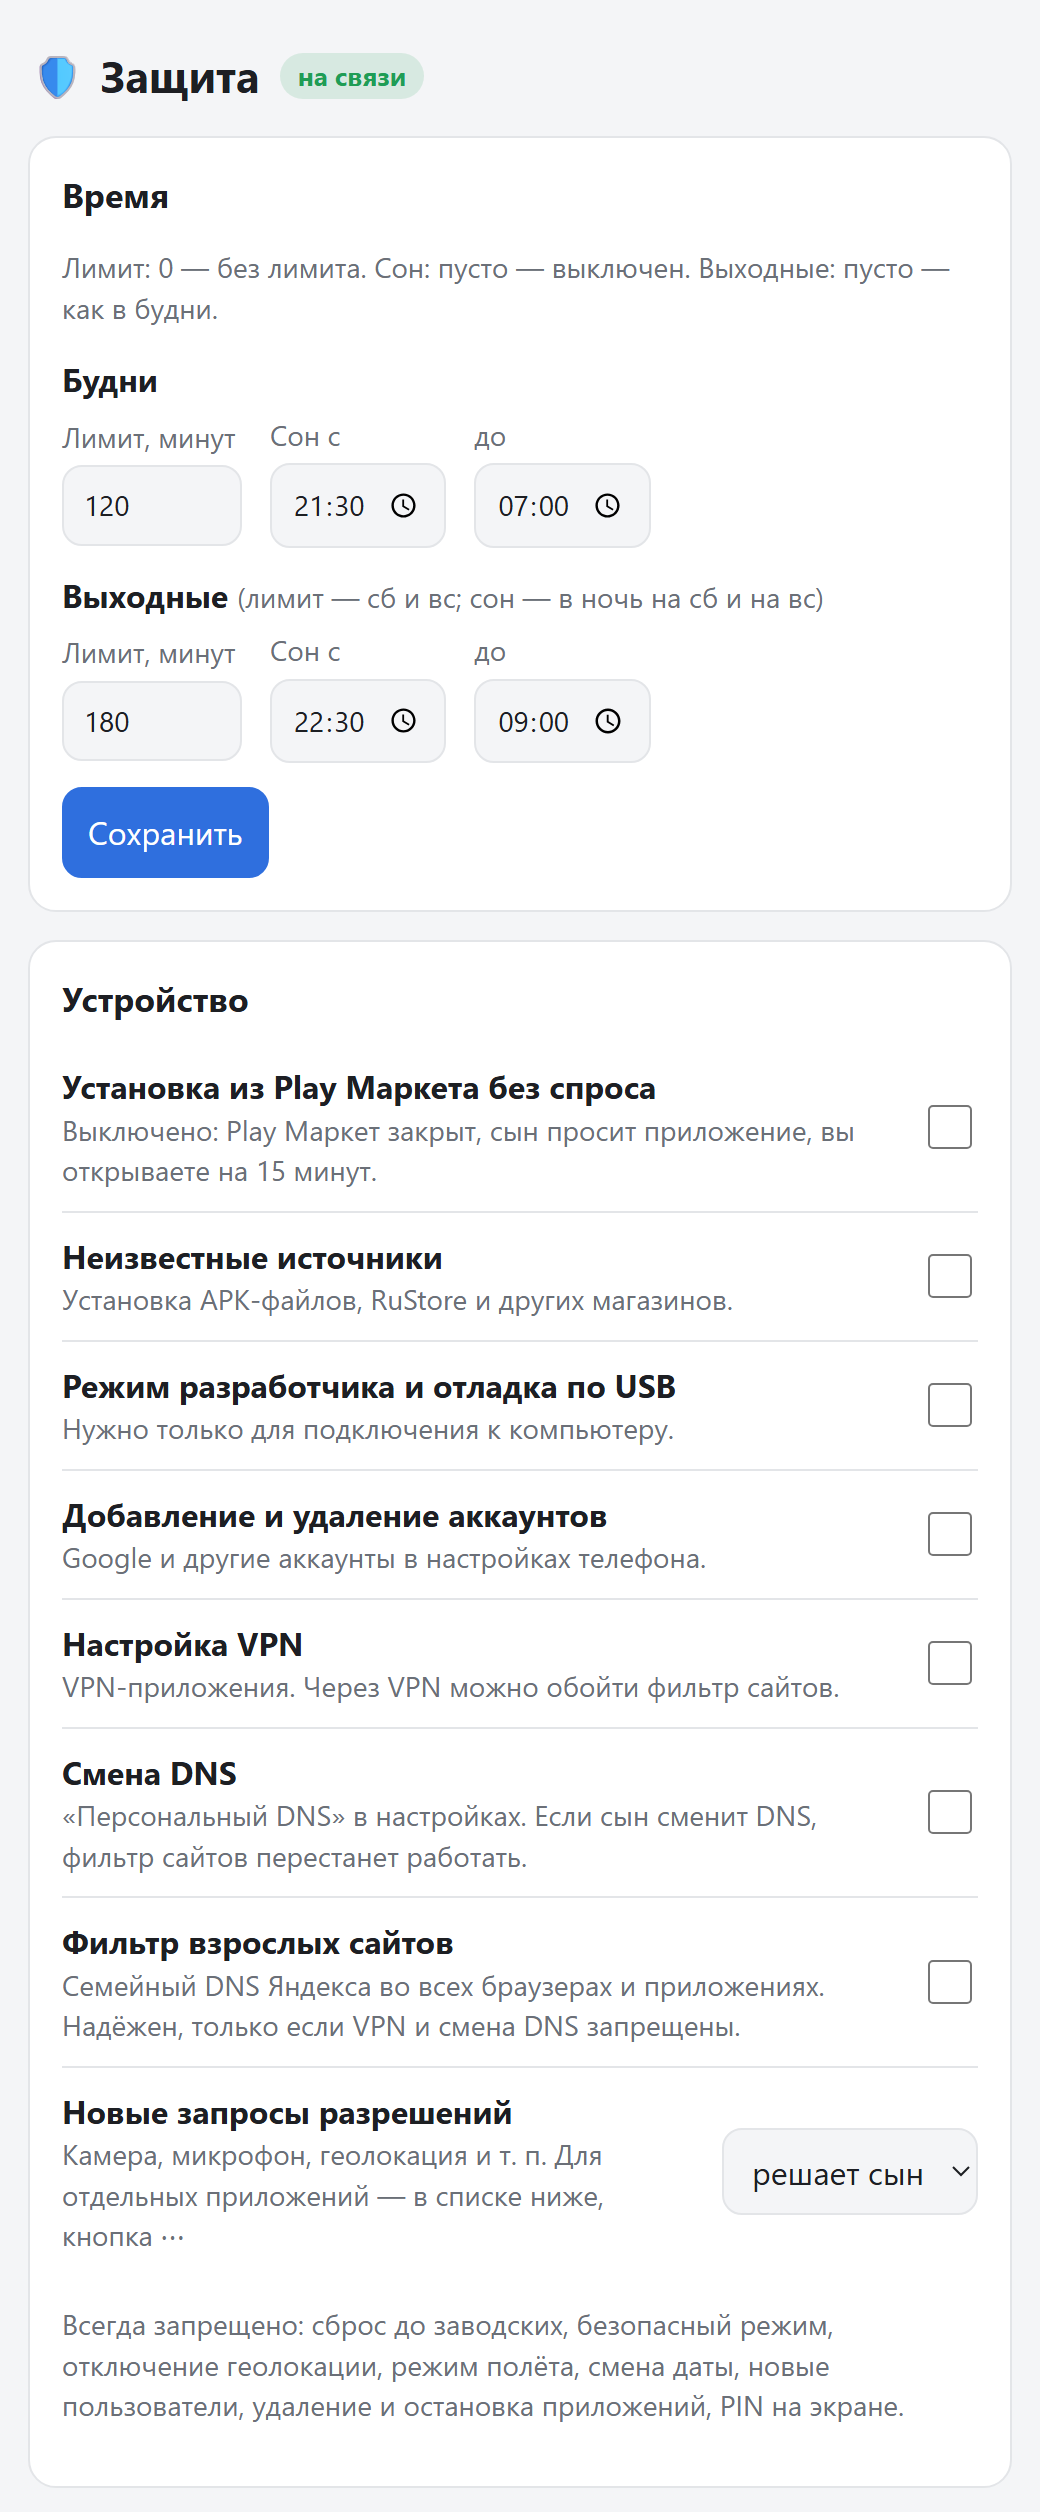 Защита на связи
Время
Лимит: 0 — без лимита. Сон: пусто — выключен. Выходные: пусто —
как в будни.
Будни
Лимит, минут Сон с до
120 21:30 07:00
Выходные (лимит — сб и вс; сон — в ночь на сб и на вс)
Лимит, минут Сон с до
180 22:30 09:00
Сохранить
Устройство
Установка из Play Маркета без спроса
Выключено: Play Маркет закрыт, сын просит приложение, вы
открываете на 15 минут.
Неизвестные источники
Установка APK-файлов, RuStore и других магазинов.
Режим разработчика и отладка по USB
Нужно только для подключения к компьютеру.
Добавление и удаление аккаунтов
Google и другие аккаунты в настройках телефона.
Настройка VPN
VPN-приложения. Через VPN можно обойти фильтр сайтов.
Смена DNS
«Персональный DNS» в настройках. Если сын сменит DNS,
фильтр сайтов перестанет работать.
Фильтр взрослых сайтов
Семейный DNS Яндекса во всех браузерах и приложениях.
Надёжен, только если VPN и смена DNS запрещены.
Новые запросы разрешений
Камера, микрофон, геолокация и т. п. Для
отдельных приложений — в списке ниже,
кнопка ···
решает сын
Всегда запрещено: сброс до заводских, безопасный режим,
отключение геолокации, режим полёта, смена даты, новые
пользователи, удаление и остановка приложений, PIN на экране.